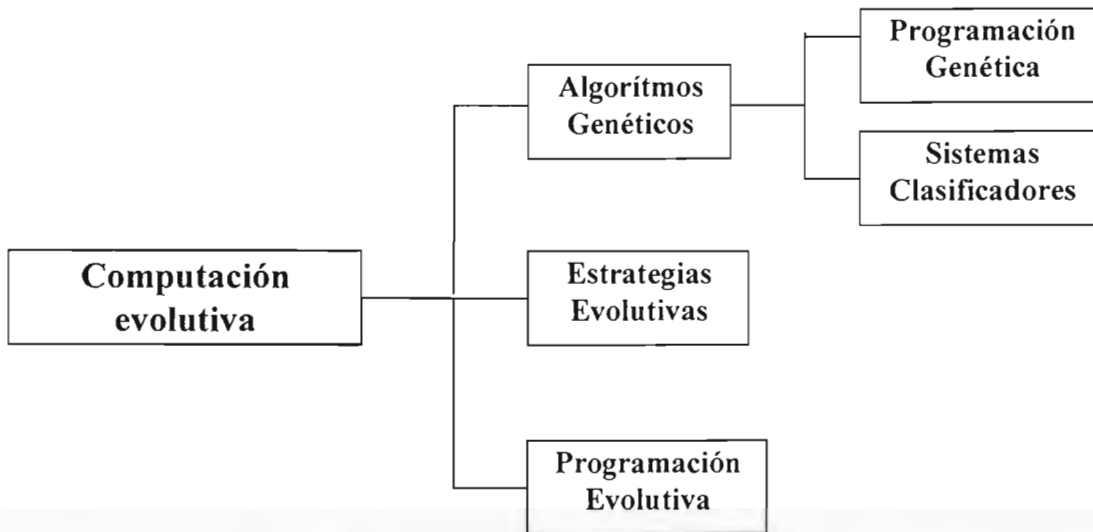 Programación
Genética
Algorítmos
Genéticos
Sistemas
Clasificadores
Computación
evolutiva
Estrategias
Evolutivas
Programación
Evolutiva